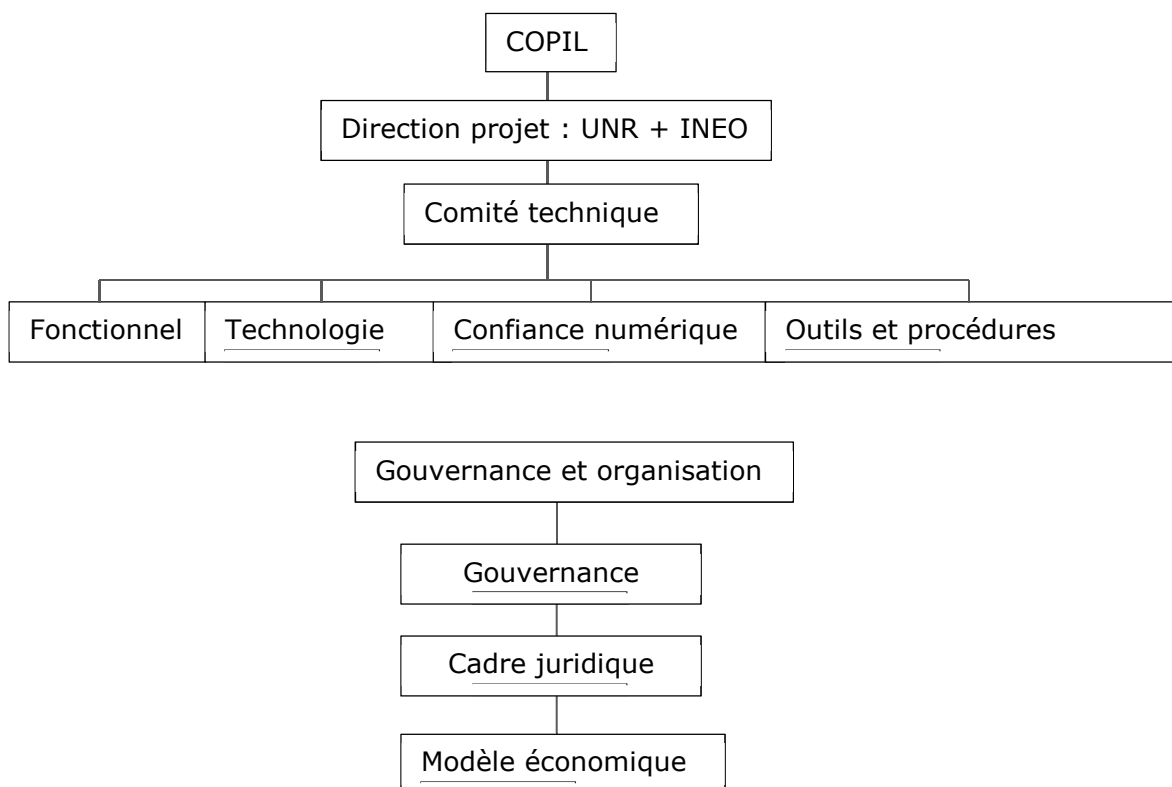 COPIL
Direction projet : UNR + INEO
Comité technique
Fonctionnel
Technologie
Confiance numérique
Outils et procédures
Gouvernance et organisation
Gouvernance
Cadre juridique
Modèle économique